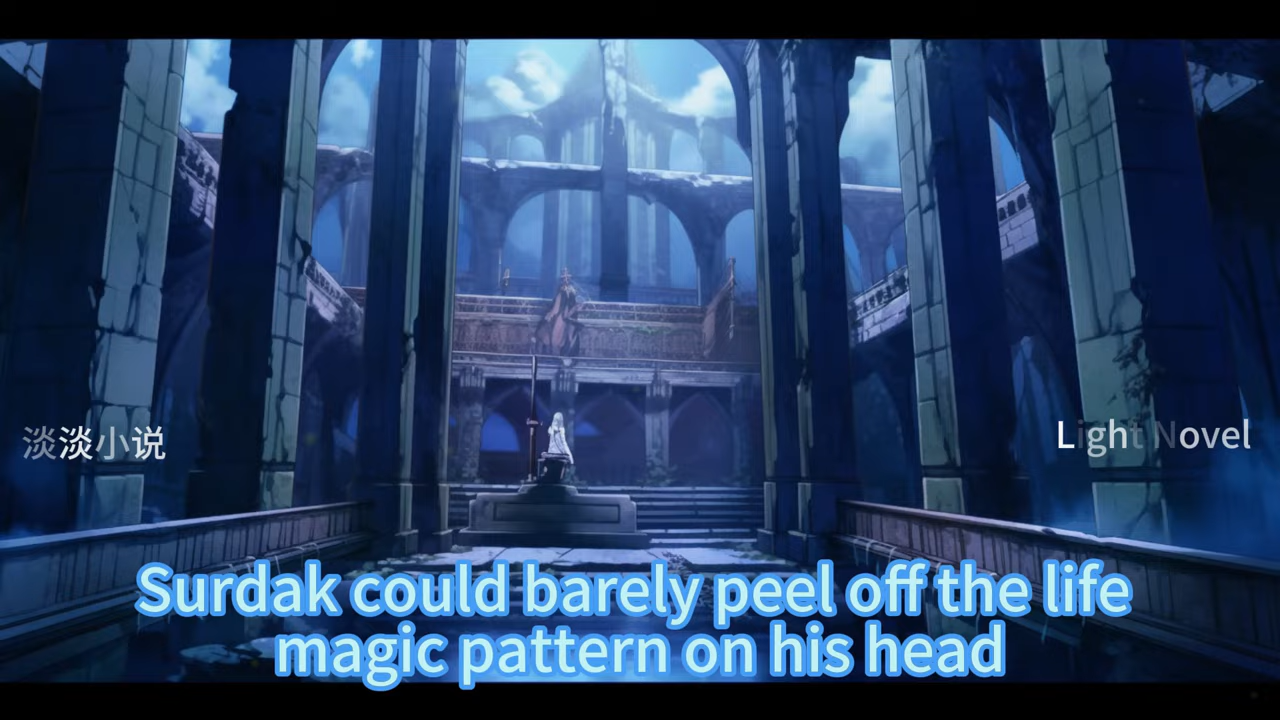 淡淡小说
Light Novel
Surdak could barely peel off the life
magic pattern on his head